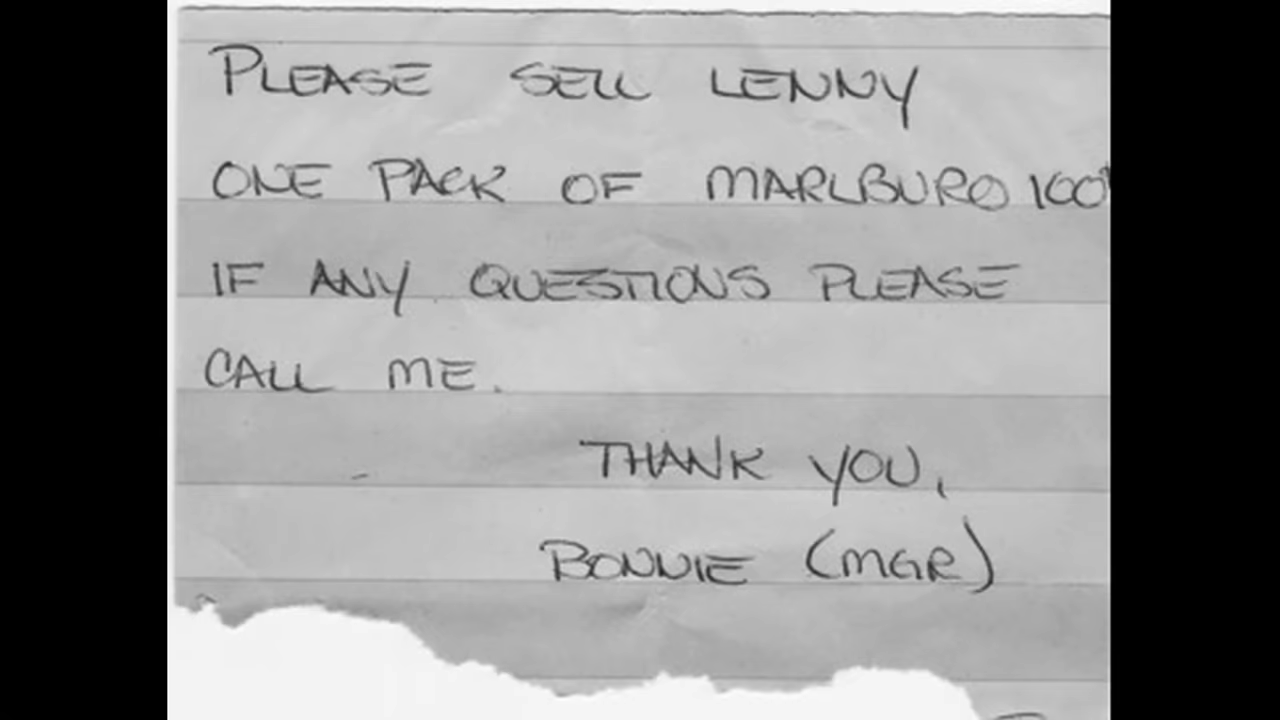 PLEASE SELL LENNY
ONE PACK OF MARLBURO 100'
IF ANY QUESTIONS PLEASE
CALL ME.
THANK YOU,
BONNIE (MGR)